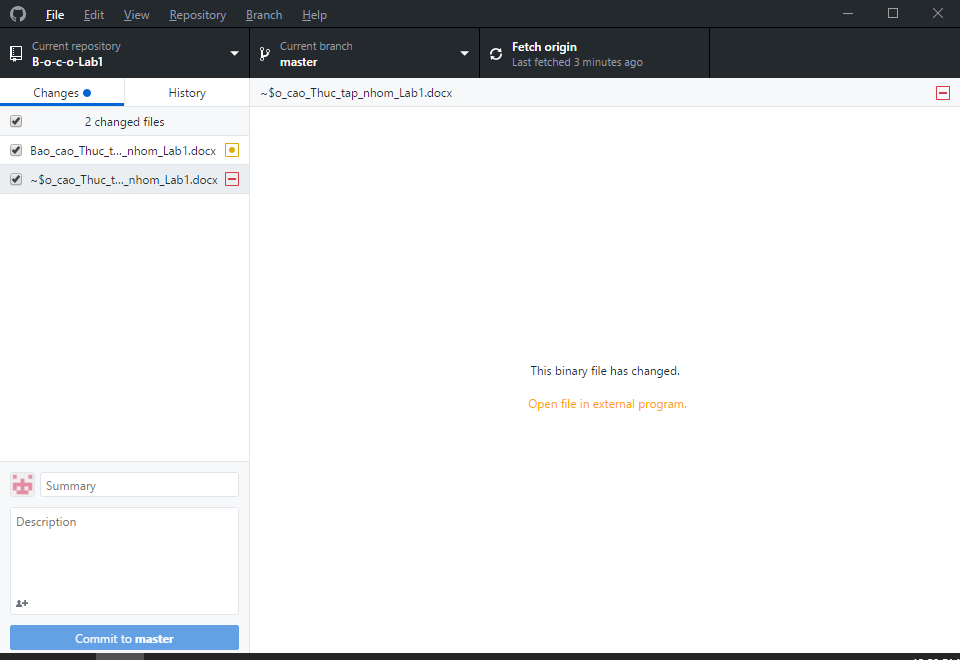 File Edit View Repository Branch Help
Current repository
B-o-c-o-Lab1
Current branch
master
Fetch origin
Last fetched 3 minutes ago
Changes
History
~$o_cao_Thuc_tap_nhom_Lab1.docx
2 changed files
Bao_cao_Thuc_t..._nhom_Lab1.docx
~$o_cao_Thuc_t..._nhom_Lab1.docx
This binary file has changed.
Open file in external program.
Summary
Description
Commit to master